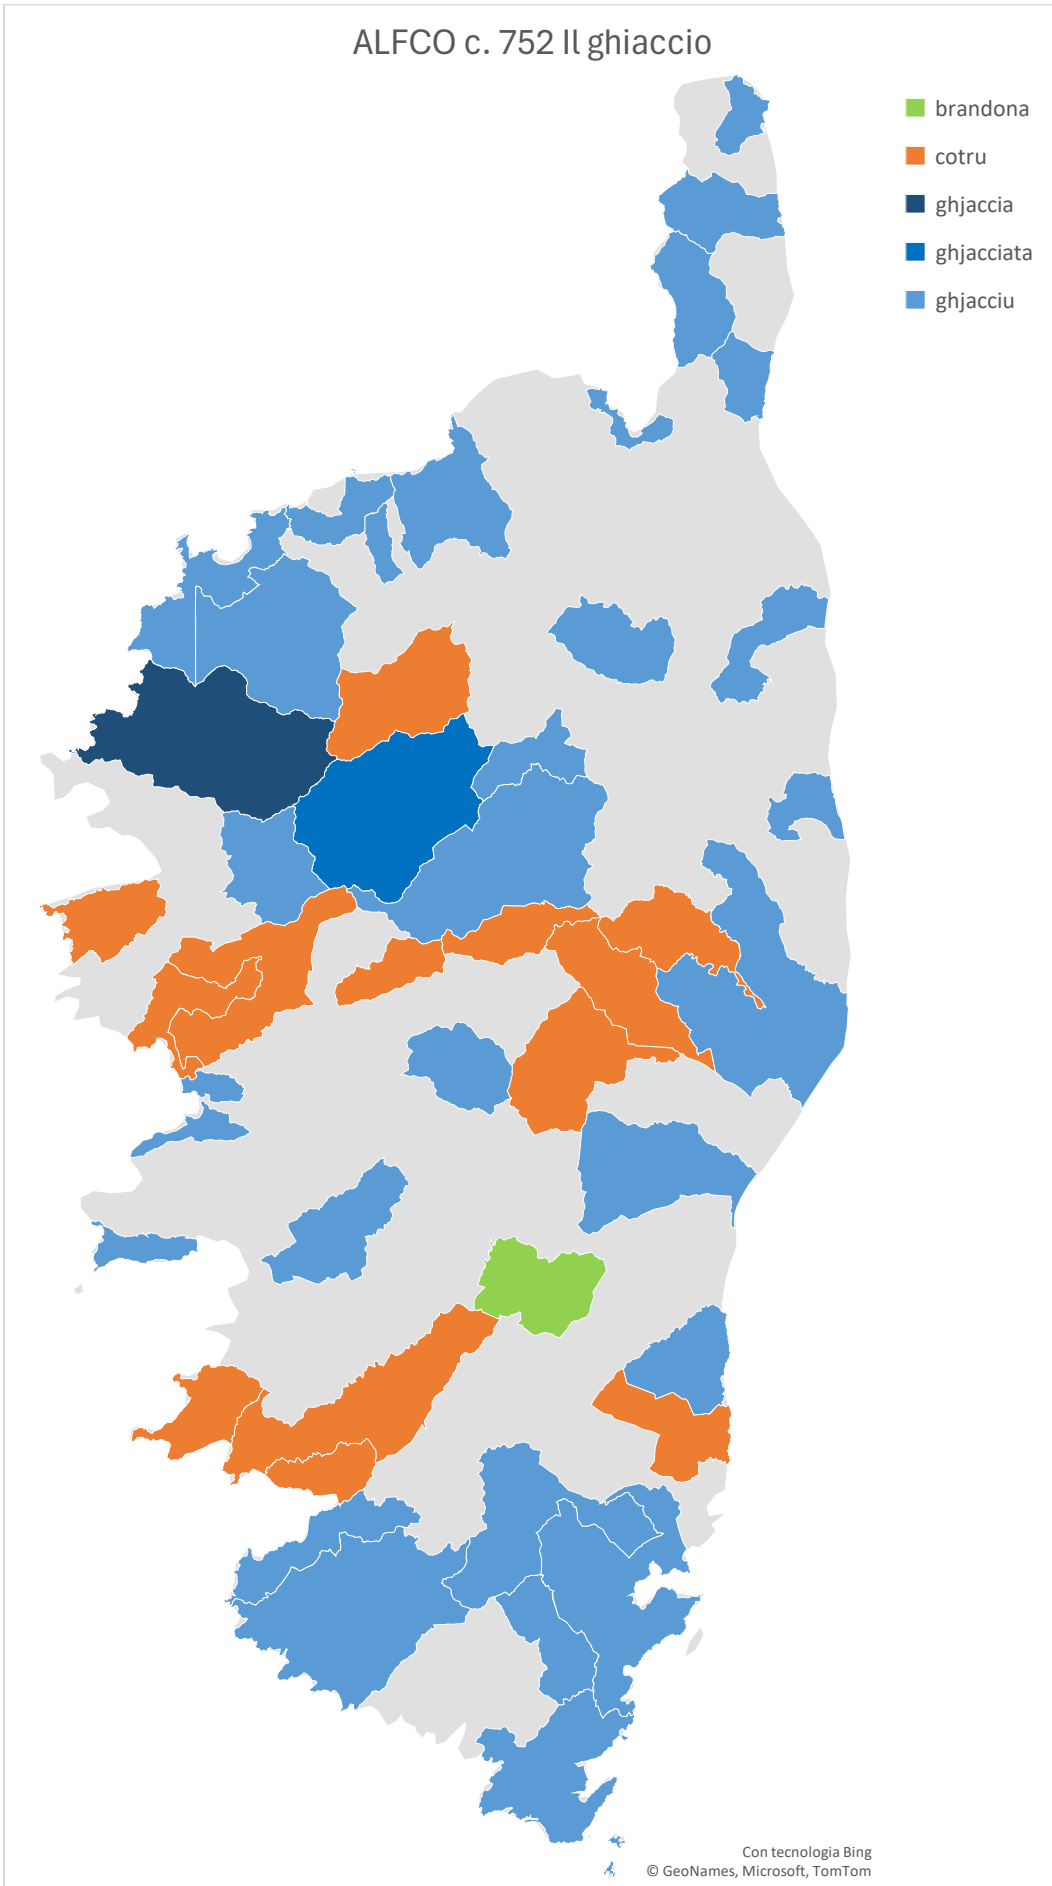 ALFCO c. 752 Il ghiaccio
brandona
cotru
ghjaccia
ghjacciata
ghjacciu
Con tecnologia Bing
© GeoNames, Microsoft, TomTom